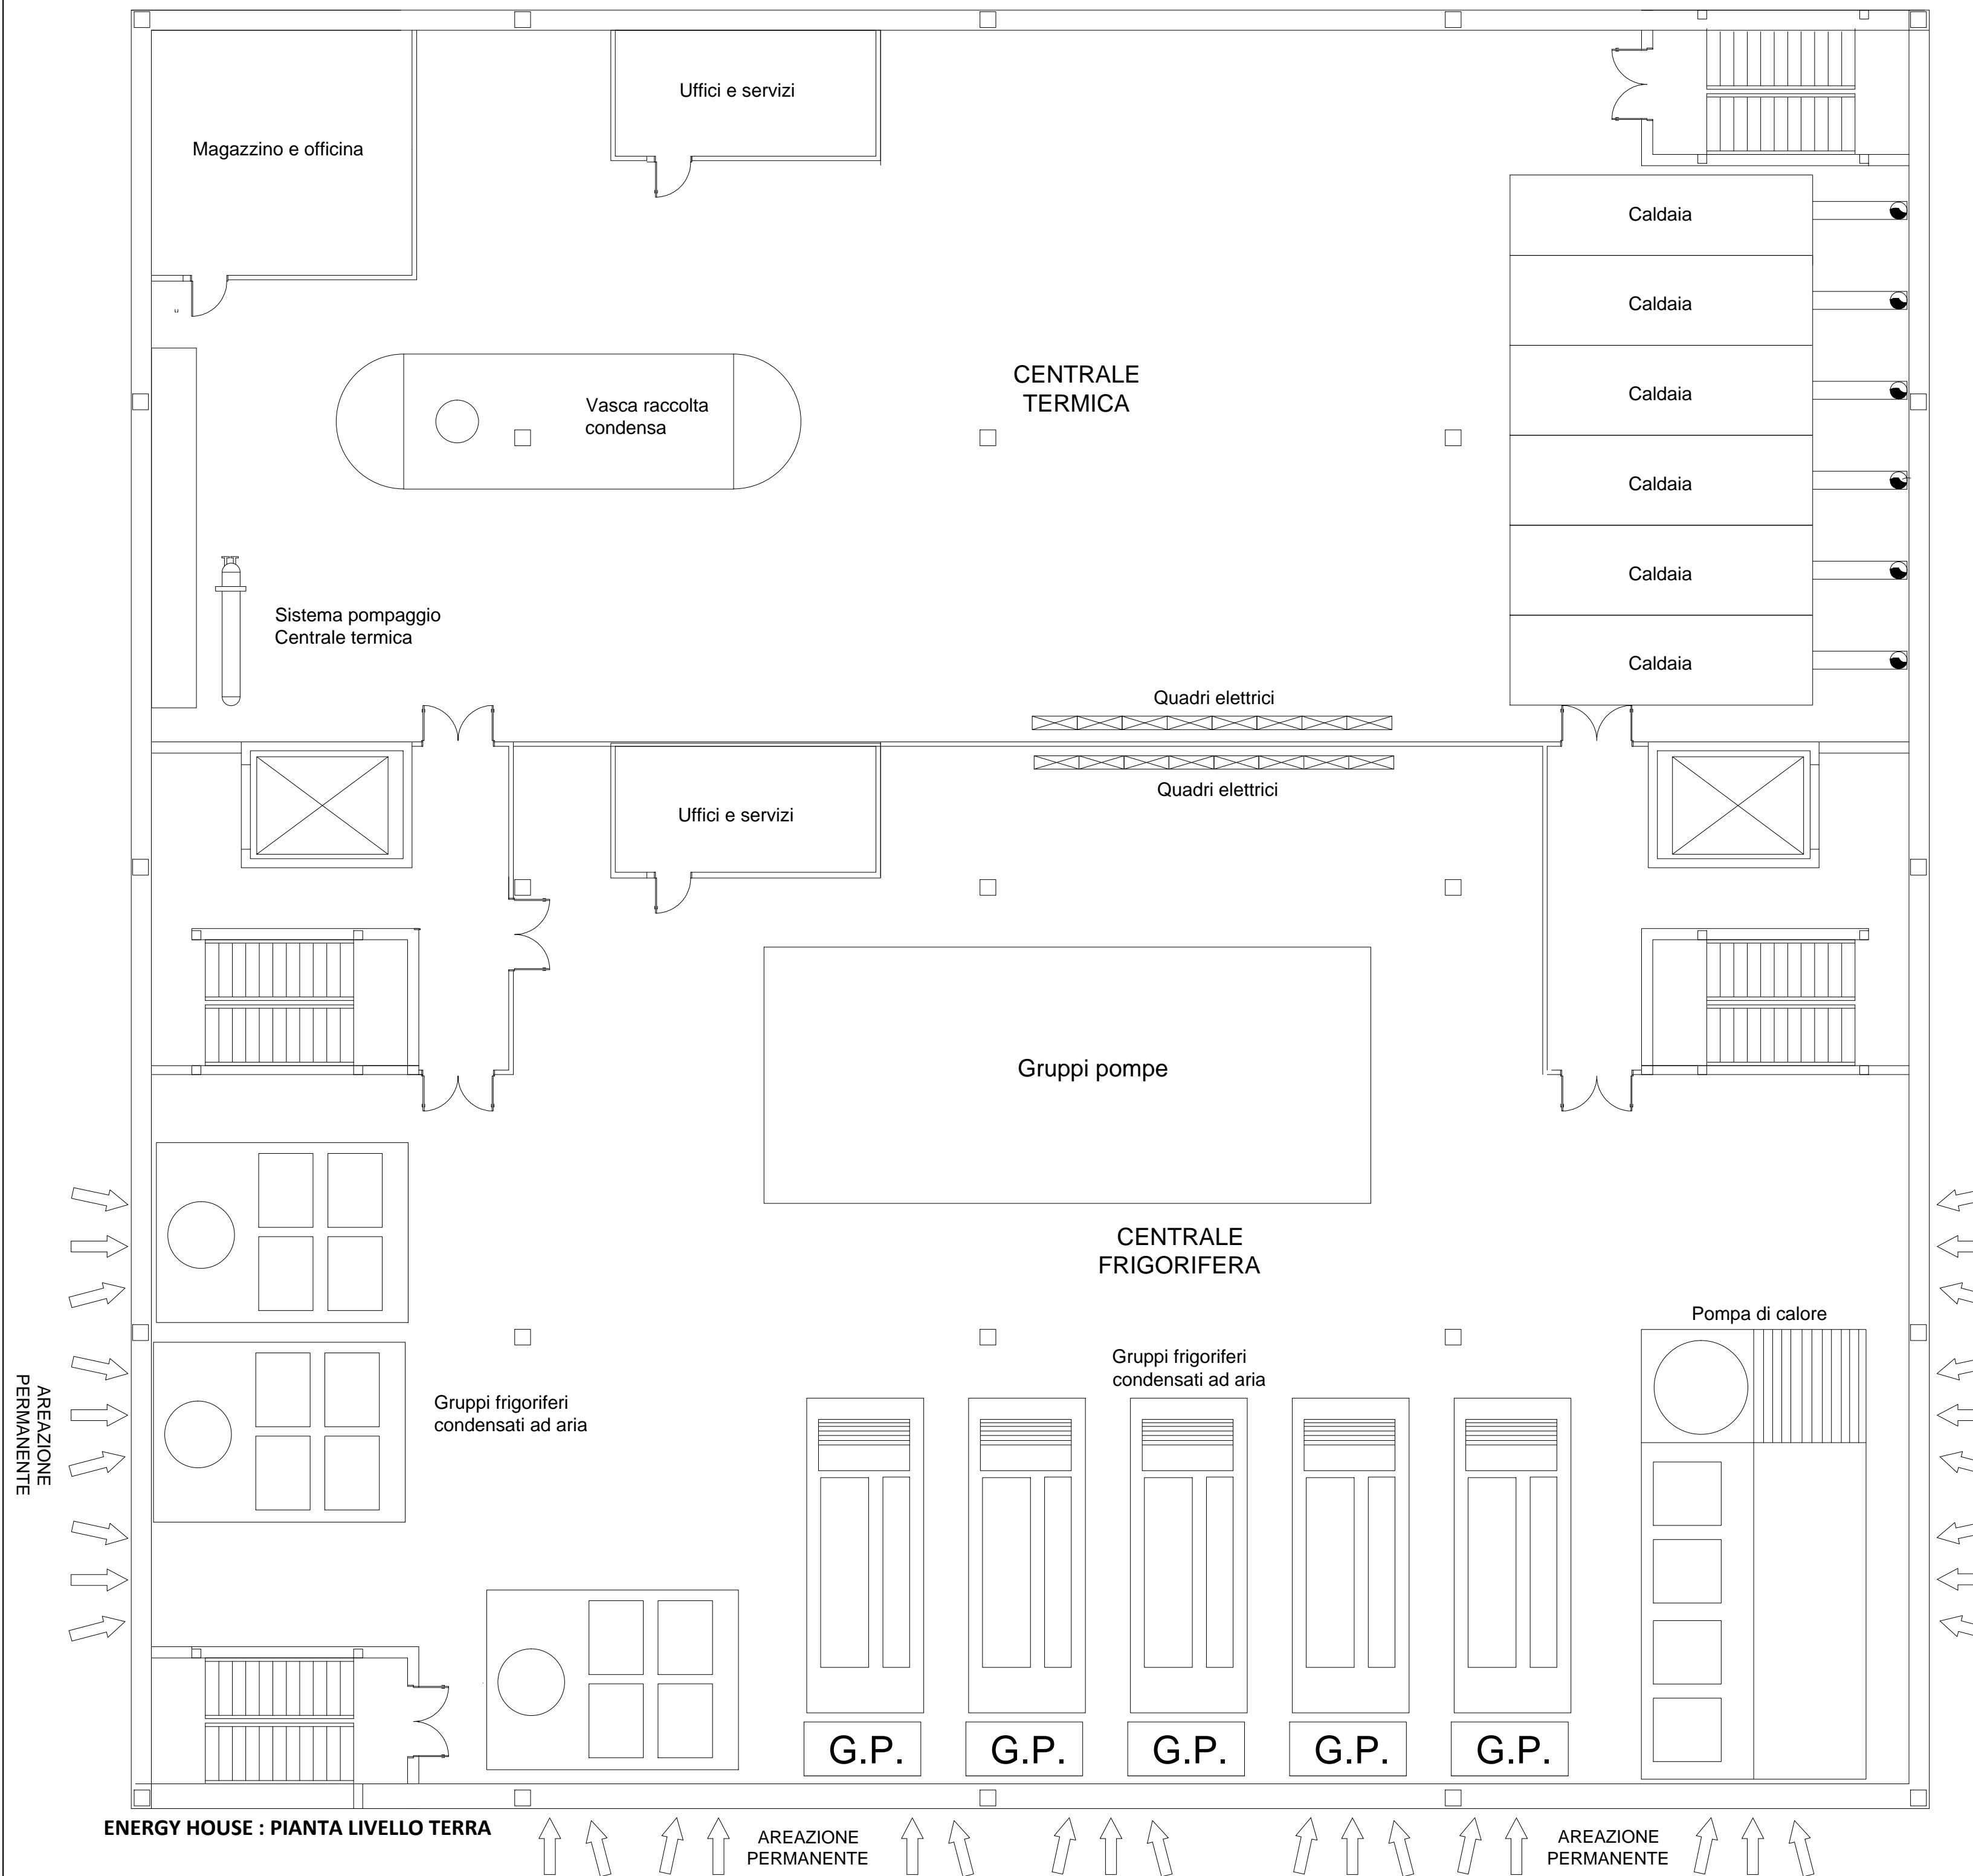 Uffici e servizi
Magazzino e officina
Caldaia
Caldaia
CENTRALE
TERMICA
Caldaia
Vasca raccolta
condensa
Caldaia
Caldaia
Sistema pompaggio
Centrale termica
Caldaia
Quadri elettrici
Quadri elettrici
Uffici e servizi
Gruppi pompe
CENTRALE
FRIGORIFERA
Pompa di calore
Gruppi frigoriferi
condensati ad aria
Gruppi frigoriferi
condensati ad aria
AREAZIONE
PERMANENTE
G.P.
G.P.
G.P.
G.P.
G.P.
ENERGY HOUSE : PIANTA LIVELLO TERRA
AREAZIONE
PERMANENTE
AREAZIONE
PERMANENTE